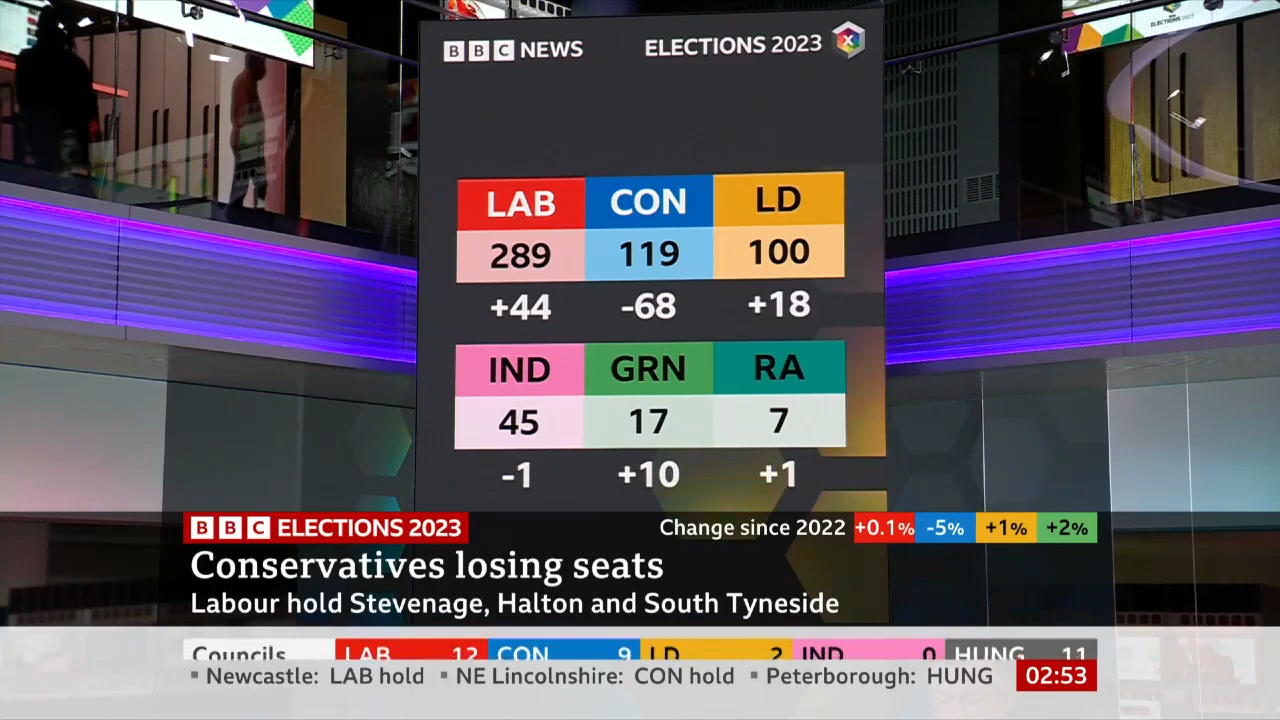 BBC NEWS ELECTIONS 2023
LAB CON LD
289 119 100
+44 -68 +18
IND GRN RA
45 17 7
-1 +10 +1
BBC ELECTIONS 2023 Change since 2022 +0.1% -5% +1% +2%
Conservatives losing seats
Labour hold Stevenage, Halton and South Tyneside
Councils LAB 12 CON 9 LD 2 IND 0 HUNG 11
▪ Newcastle: LAB hold ▪ NE Lincolnshire: CON hold ▪ Peterborough: HUNG 02:53